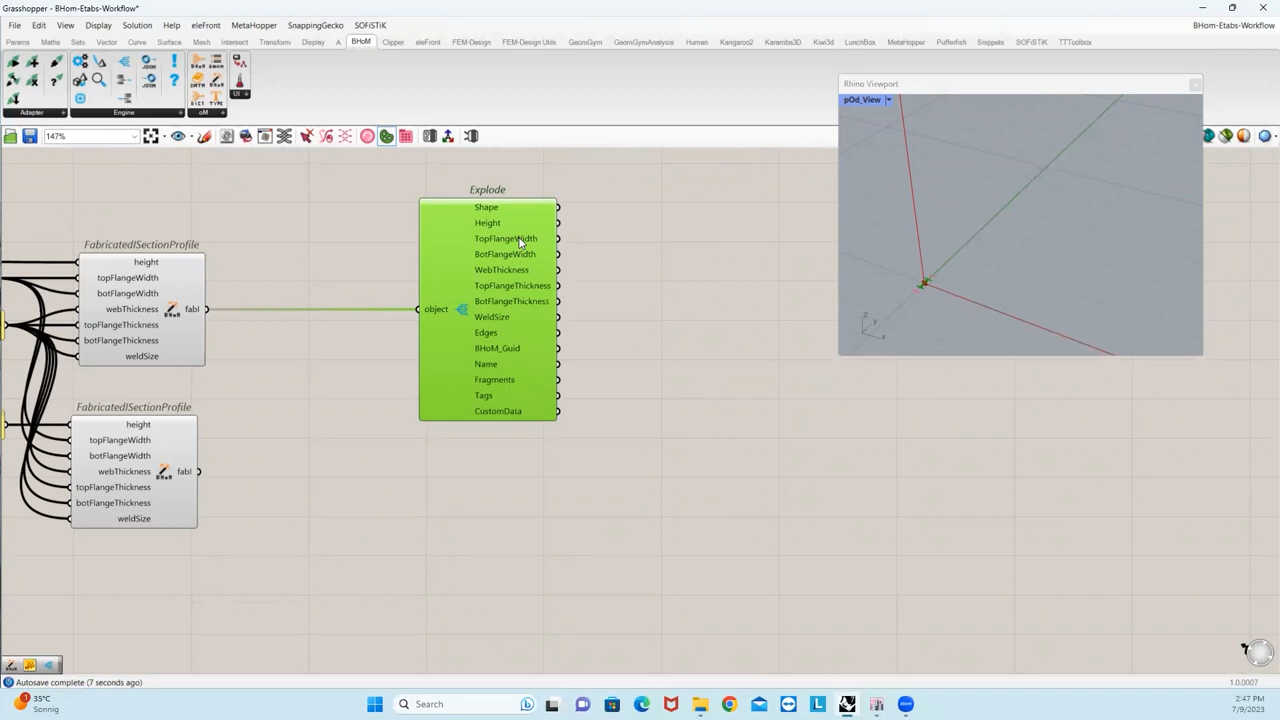 Grasshopper - BHom-Etabs-Workflow*
File Edit View Display Solution Help eleFront MetaHopper SnappingGecko SOFiSTiK
BHom-Etabs-Workflow
Params Maths Sets Vector Curve Surface Mesh Intersect Transform Display A BHoM Clipper eleFront FEM-Design FEM-Design Utils GeomGym GeomGymAnalysis Human Kangaroo2 Karamba3D Kiwi3d LunchBox MetaHopper Pufferfish Snippets SOFiSTiK TTToolbox
Adapter Engine oM UI
147%
Rhino Viewport
pOd_View
z
y
x
FabricatedISectionProfile
height
topFlangeWidth
botFlangeWidth
webThickness
topFlangeThickness
botFlangeThickness
weldSize
BHoM
fabI
FabricatedISectionProfile
height
topFlangeWidth
botFlangeWidth
webThickness
topFlangeThickness
botFlangeThickness
weldSize
BHoM
fabI
Explode
object
Shape
Height
TopFlangeWidth
BotFlangeWidth
WebThickness
TopFlangeThickness
BotFlangeThickness
WeldSize
Edges
BHoM_Guid
Name
Fragments
Tags
CustomData
Autosave complete (7 seconds ago)
1.0.0007
1
35°C
Sonnig
Search
2:47 PM
7/9/2023